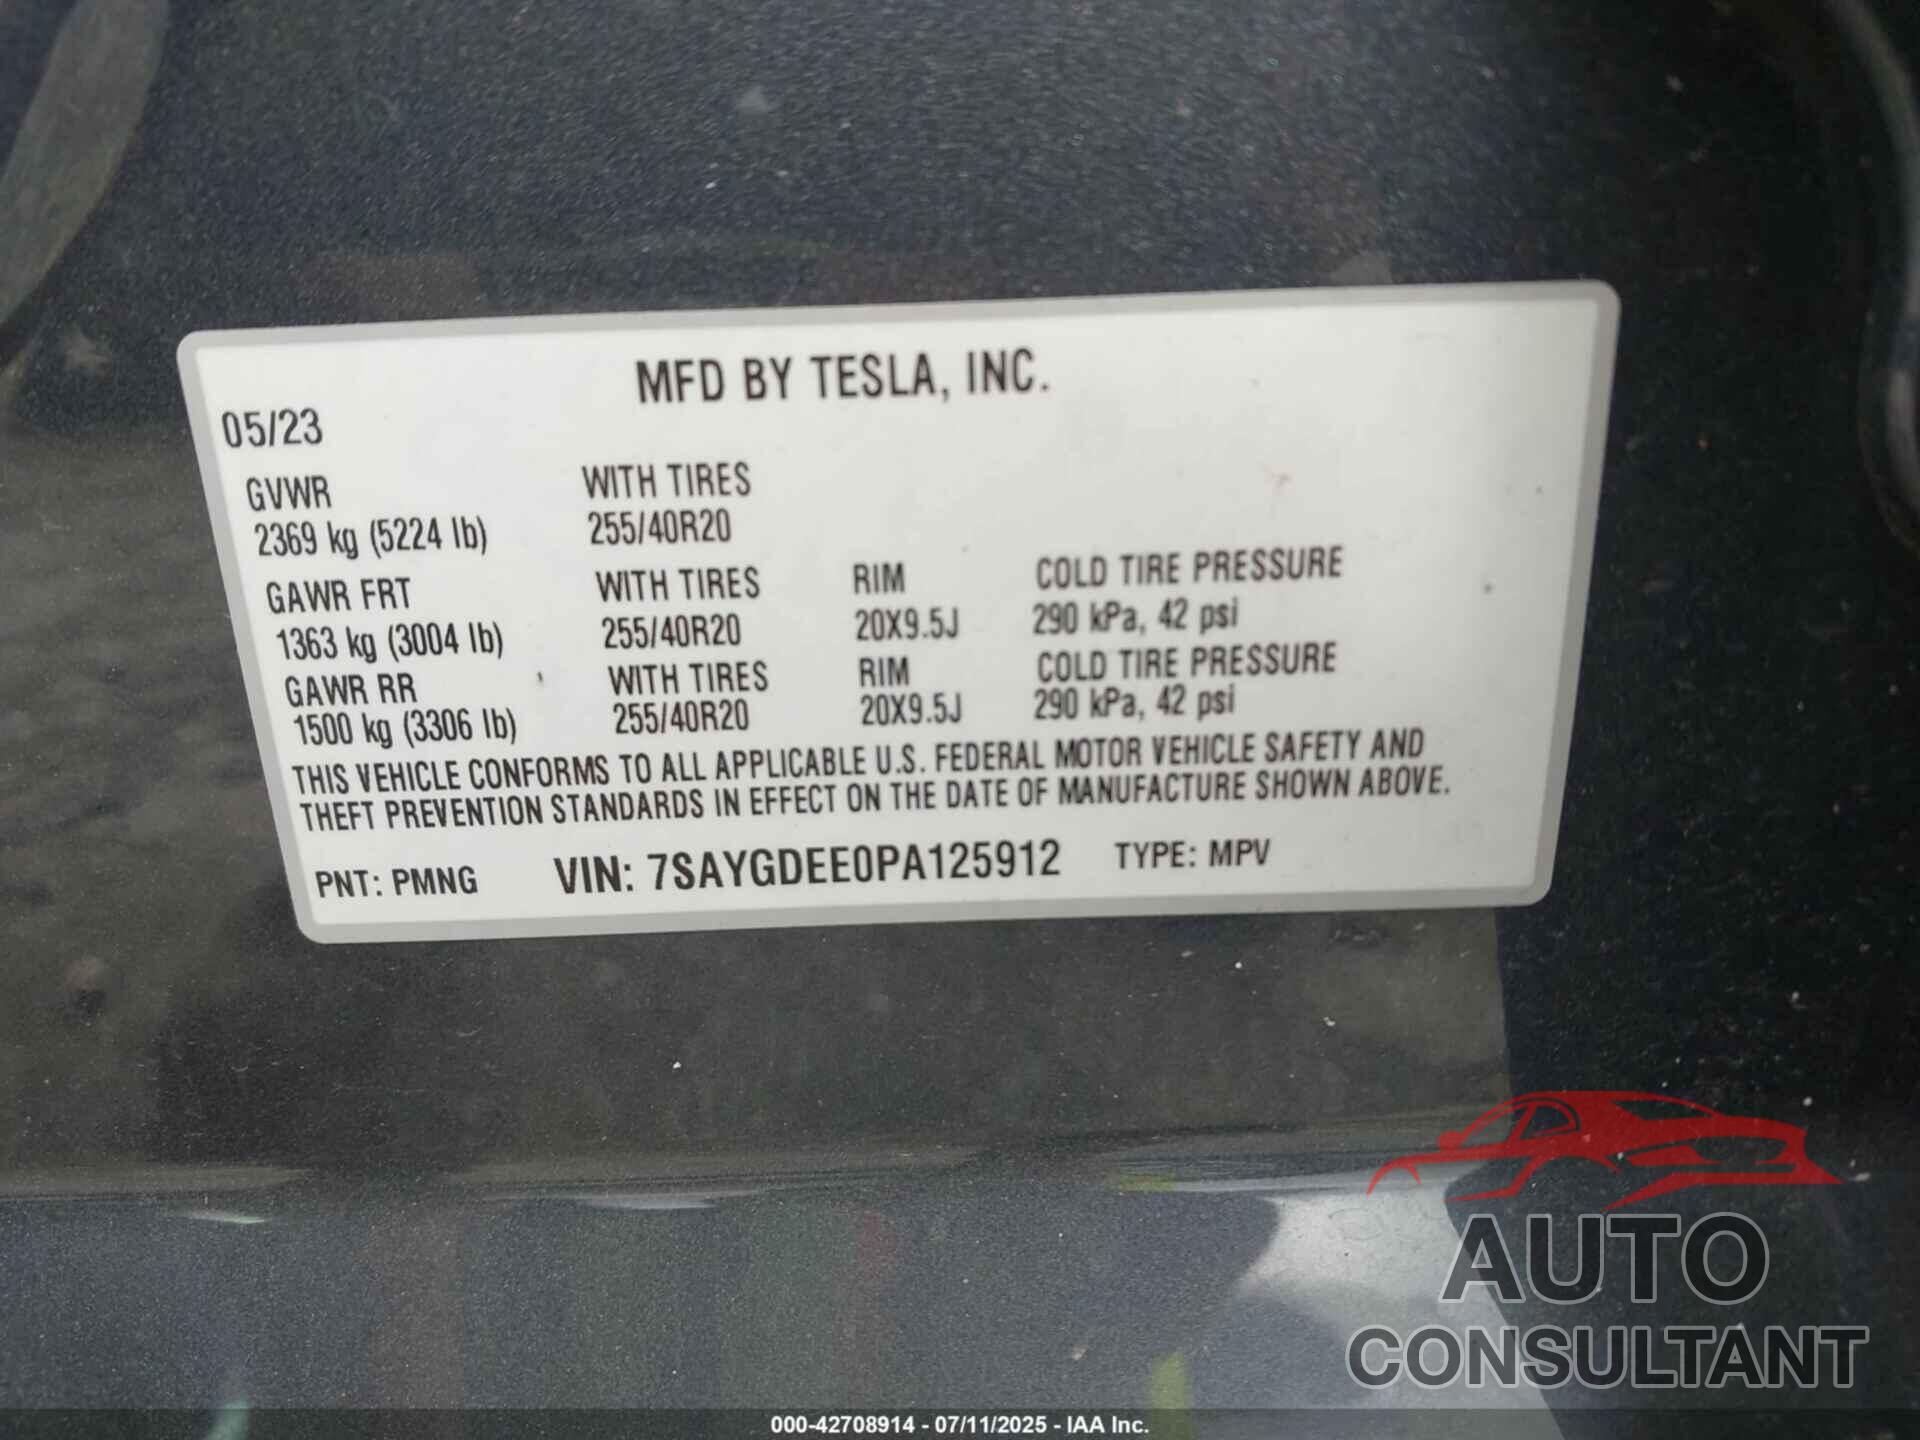 MFD BY TESLA, INC.
05/23
GVWR WITH TIRES
2369 kg (5224 lb) 255/40R20
GAWR FRT WITH TIRES RIM COLD TIRE PRESSURE
1363 kg (3004 lb) 255/40R20 20X9.5J 290 kPa, 42 psi
GAWR RR WITH TIRES RIM COLD TIRE PRESSURE
1500 kg (3306 lb) 255/40R20 20X9.5J 290 kPa, 42 psi
THIS VEHICLE CONFORMS TO ALL APPLICABLE U.S. FEDERAL MOTOR VEHICLE SAFETY AND
THEFT PREVENTION STANDARDS IN EFFECT ON THE DATE OF MANUFACTURE SHOWN ABOVE.
PNT: PMNG VIN: 7SAYGDEE0PA125912 TYPE: MPV
AUTO
CONSULTANT
000-42708914 - 07/11/2025 - IAA Inc.